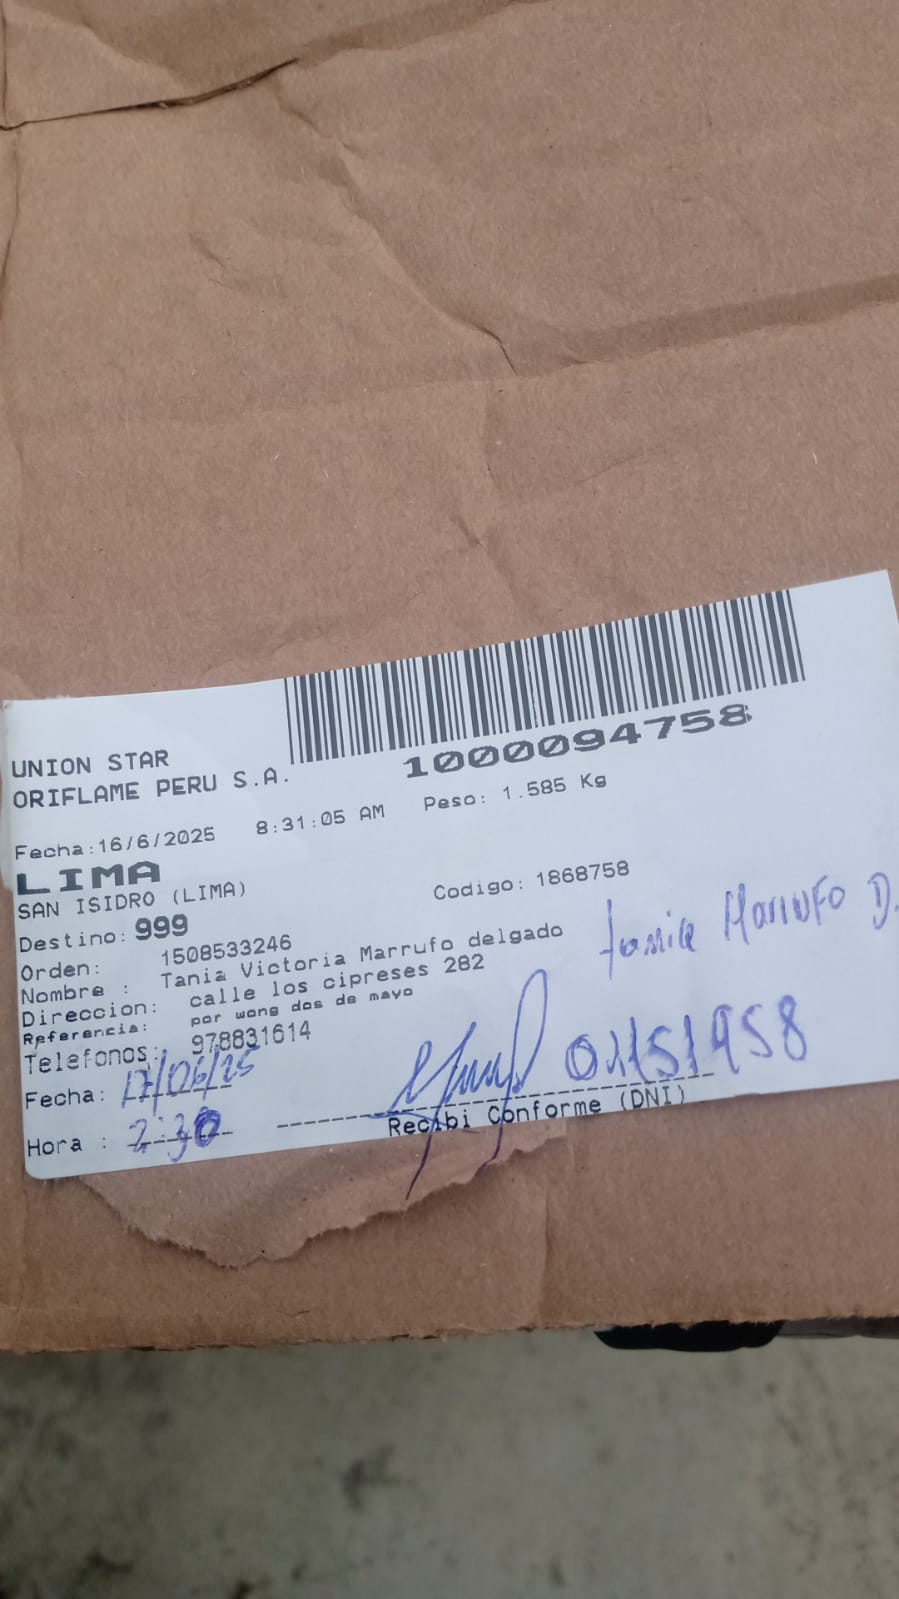 1000094758
UNION STAR
ORIFLAME PERU S.A.
Fecha:16/6/2025 8:31:05 AM Peso: 1.585 Kg
LIMA
SAN ISIDRO (LIMA) Codigo: 1868758
Destino: 999
Orden: 1508533246
Nombre : Tania Victoria Marrufo delgado
Marrufo D.
Direccion: calle los cipreses 282
Referencia: por wong dos de mayo
Telefonos: 978831614
Fecha: 17/06/25
Hora : 2:30
Recibi Conforme (DNI)